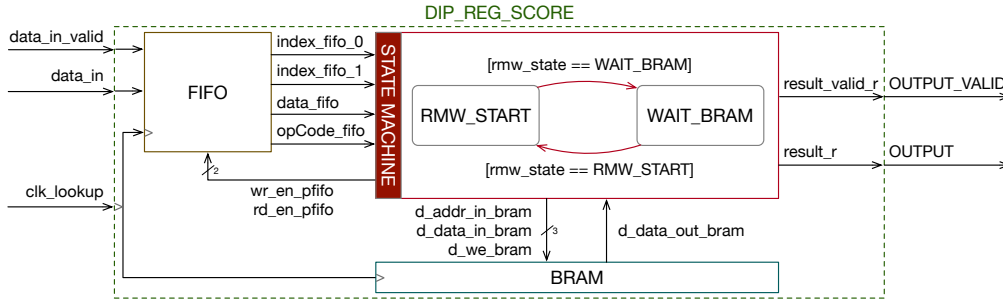 DIP_REG_SCORE
data_in_valid
data_in
clk_lookup
FIFO
index_fifo_0
index_fifo_1
data_fifo
opCode_fifo
2
wr_en_pfifo
rd_en_pfifo
STATE MACHINE
[rmw_state == WAIT_BRAM]
RMW_START
WAIT_BRAM
[rmw_state == RMW_START]
result_valid_r
OUTPUT_VALID
result_r
OUTPUT
d_addr_in_bram
d_data_in_bram
d_we_bram
3
d_data_out_bram
BRAM